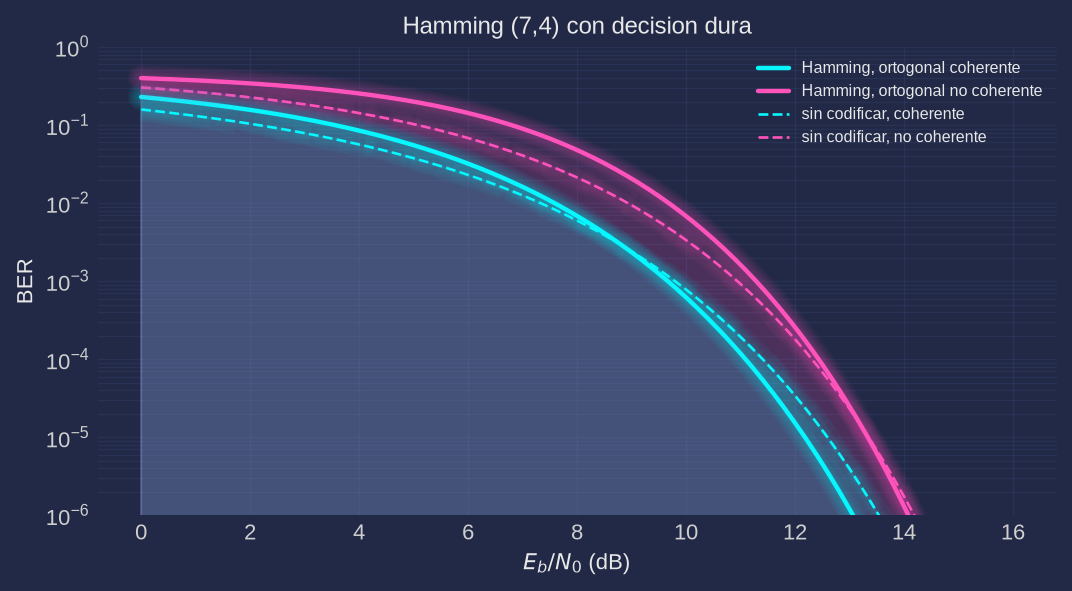 Hamming (7,4) con decision dura
Hamming, ortogonal coherente
Hamming, ortogonal no coherente
sin codificar, coherente
sin codificar, no coherente
BER
10⁰
10⁻¹
10⁻²
10⁻³
10⁻⁴
10⁻⁵
10⁻⁶
0 2 4 6 8 10 12 14 16
E_b/N_0 (dB)